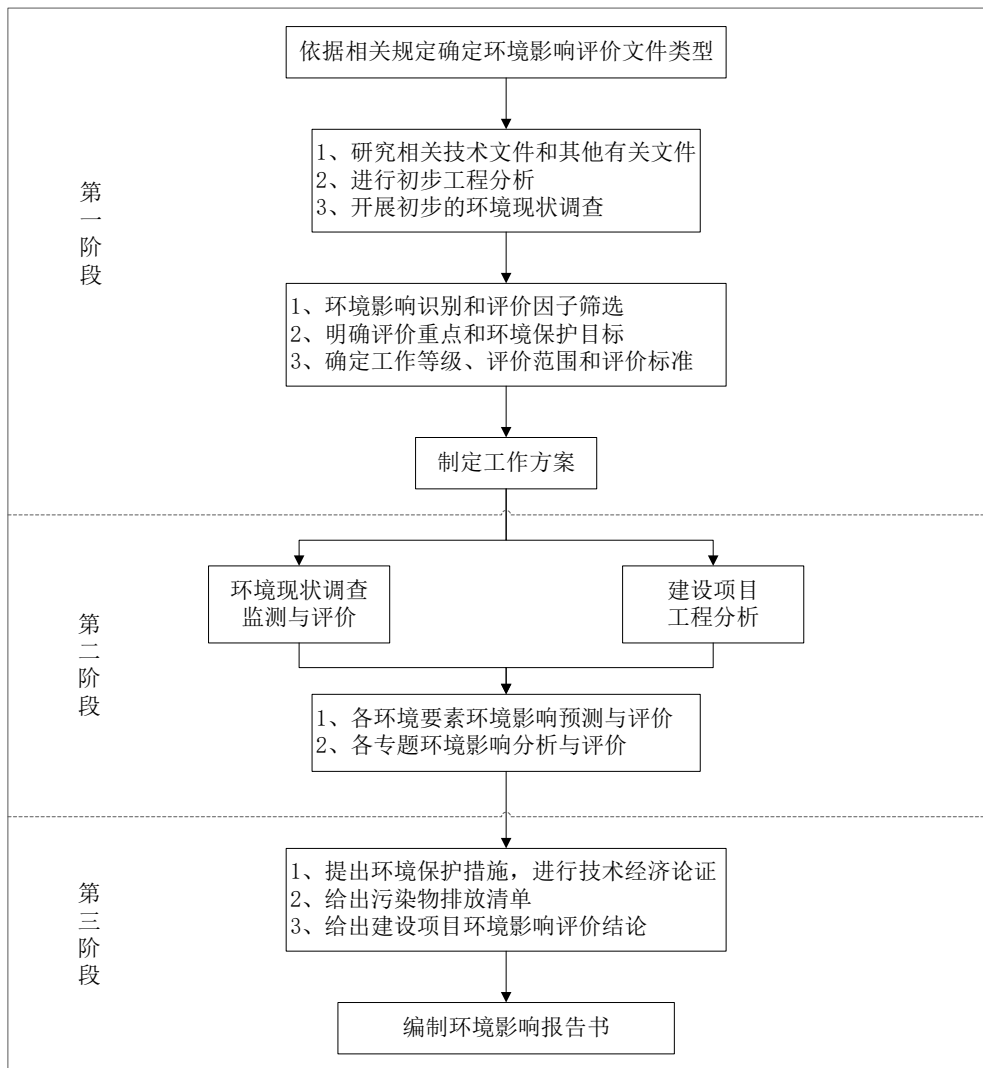 依据相关规定确定环境影响评价文件类型
1、研究相关技术文件和其他有关文件
2、进行初步工程分析
3、开展初步的环境现状调查
第一阶段
1、环境影响识别和评价因子筛选
2、明确评价重点和环境保护目标
3、确定工作等级、评价范围和评价标准
制定工作方案
环境现状调查
监测与评价
建设项目
工程分析
第二阶段
1、各环境要素环境影响预测与评价
2、各专题环境影响分析与评价
1、提出环境保护措施，进行技术经济论证
2、给出污染物排放清单
3、给出建设项目环境影响评价结论
第三阶段
编制环境影响报告书